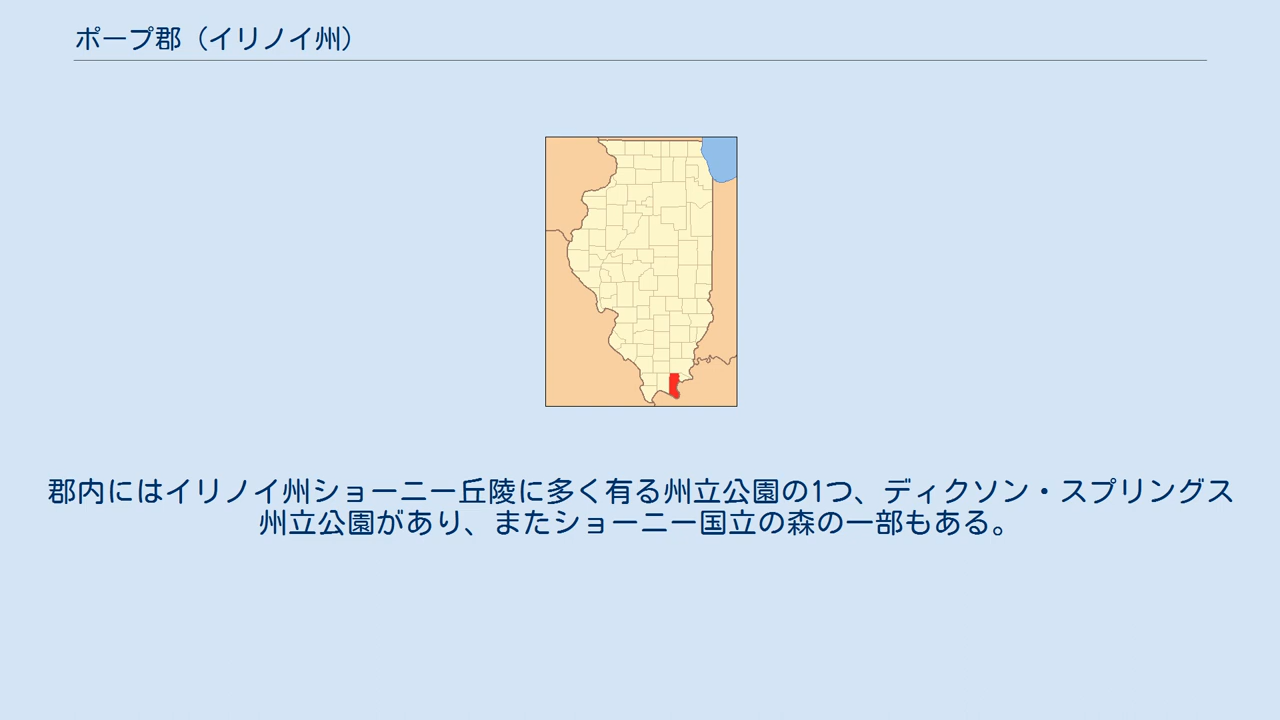 ポープ郡（イリノイ州）
郡内にはイリノイ州ショーニー丘陵に多く有る州立公園の1つ、ディクソン・スプリングス
州立公園があり、またショーニー国立の森の一部もある。